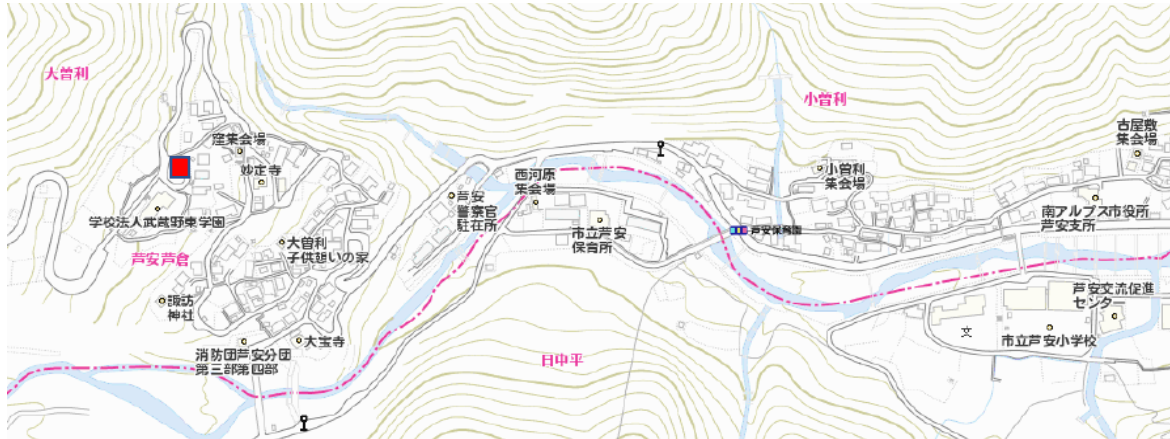 大曽利
小曽利
古屋敷
集会場
窪集会場
妙定寺
西河原
集会場
小曽利
集会場
芦安
警察官
駐在所
南アルプス市役所
芦安支所
学校法人武蔵野東学園
市立芦安
保育所
芦安保育園
大曽利
子供憩いの家
芦安芦倉
芦安交流促進
センター
諏訪
神社
文
市立芦安小学校
大宝寺
消防団芦安分団
第三部第四部
日中平